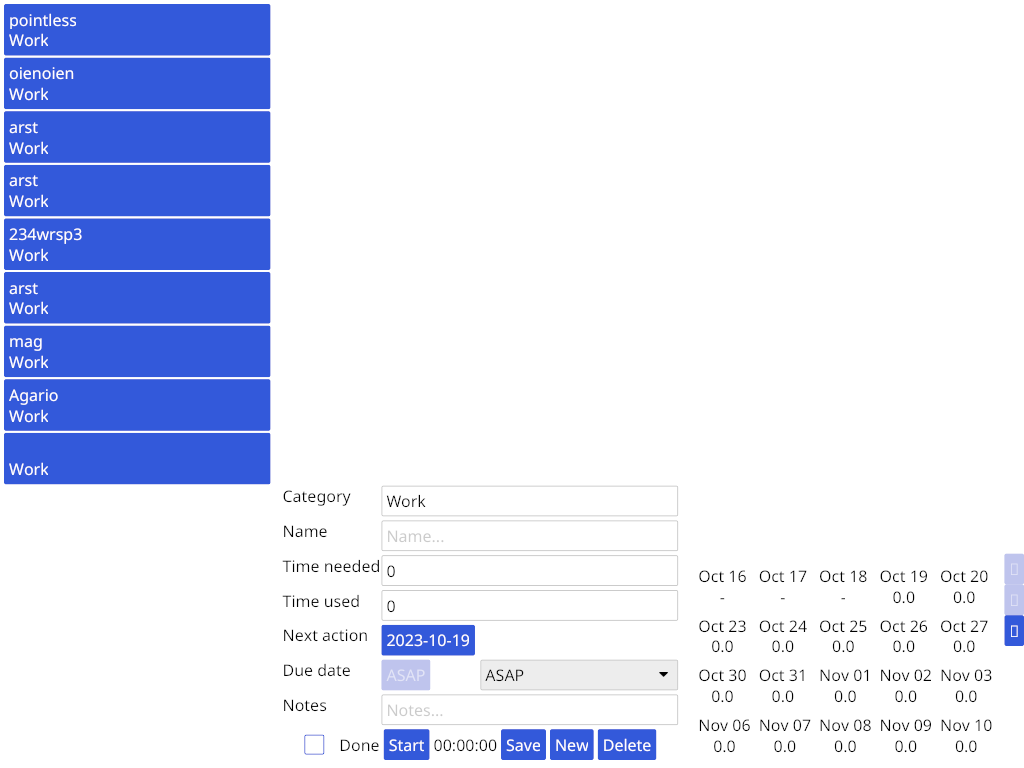 pointless
Work
oienoien
Work
arst
Work
arst
Work
234wrsp3
Work
arst
Work
mag
Work
Agario
Work
Work
Category Work
Name Name...
Time needed 0
Time used 0
Next action 2023-10-19
Due date ASAP ASAP
Notes Notes...
Done Start 00:00:00 Save New Delete
Oct 16 Oct 17 Oct 18 Oct 19 Oct 20
- - - 0.0 0.0
Oct 23 Oct 24 Oct 25 Oct 26 Oct 27
0.0 0.0 0.0 0.0 0.0
Oct 30 Oct 31 Nov 01 Nov 02 Nov 03
0.0 0.0 0.0 0.0 0.0
Nov 06 Nov 07 Nov 08 Nov 09 Nov 10
0.0 0.0 0.0 0.0 0.0